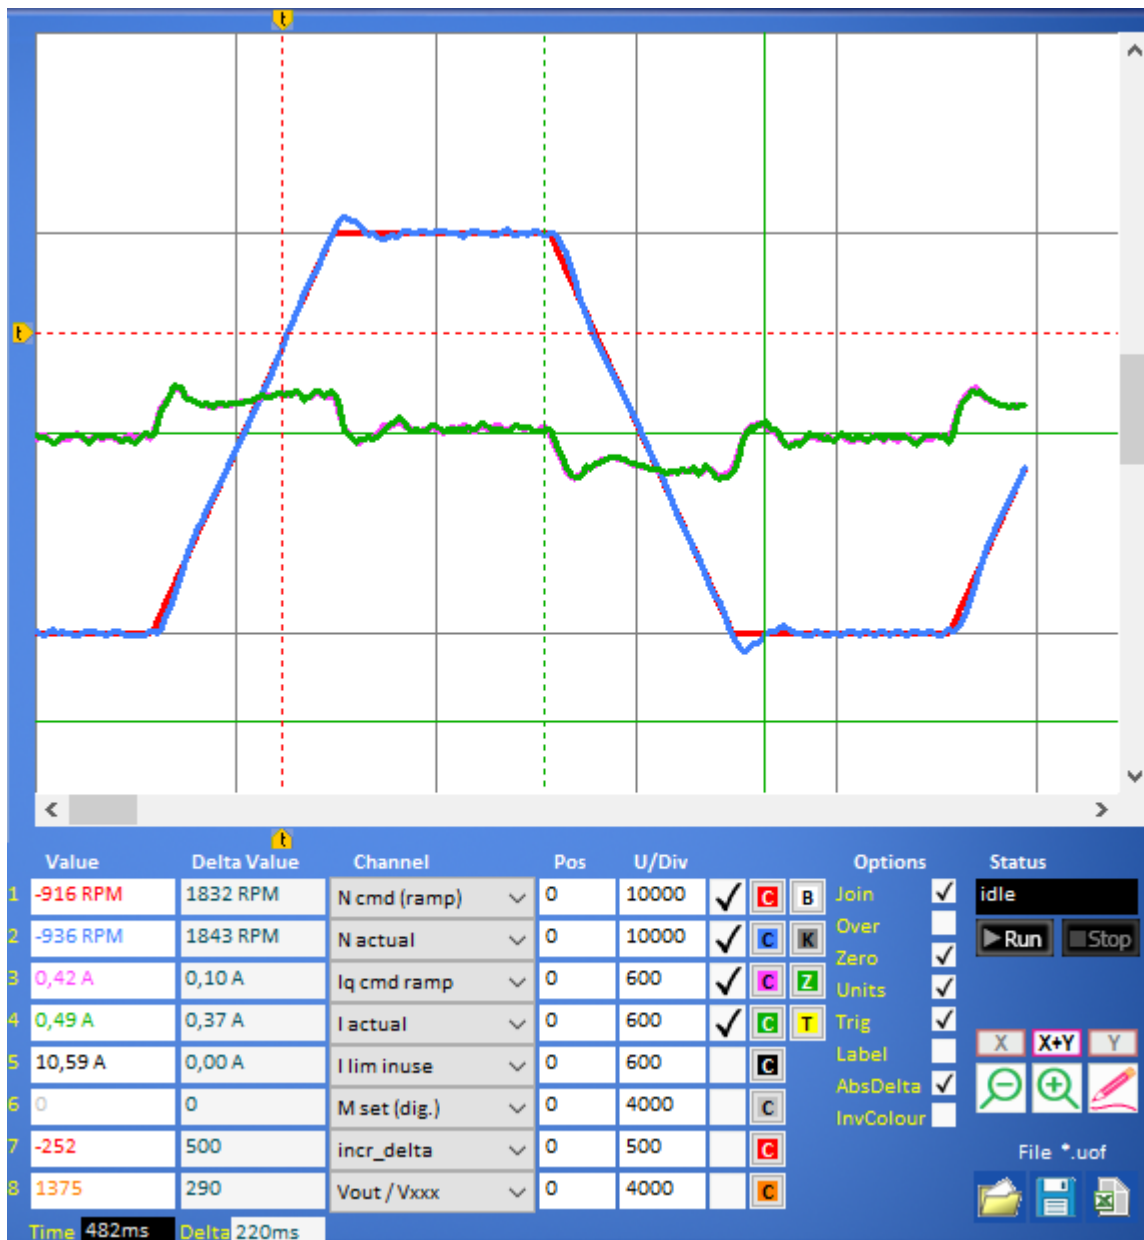 t
t
t
Value Delta Value Channel Pos U/Div Options Status
1 -916 RPM 1832 RPM N cmd (ramp) 0 10000 C B Join idle
2 -936 RPM 1843 RPM N actual 0 10000 C K Over Run Stop
3 0,42 A 0,10 A Iq cmd ramp 0 600 C Z Zero
Units
4 0,49 A 0,37 A I actual 0 600 C T Trig
5 10,59 A 0,00 A I lim inuse 0 600 C Label X X+Y Y
6 0 0 M set (dig.) 0 4000 C AbsDelta
InvColour
7 -252 500 incr_delta 0 500 C File *.uof
8 1375 290 Vout / Vxxx 0 4000 C
Time 482ms Delta 220ms